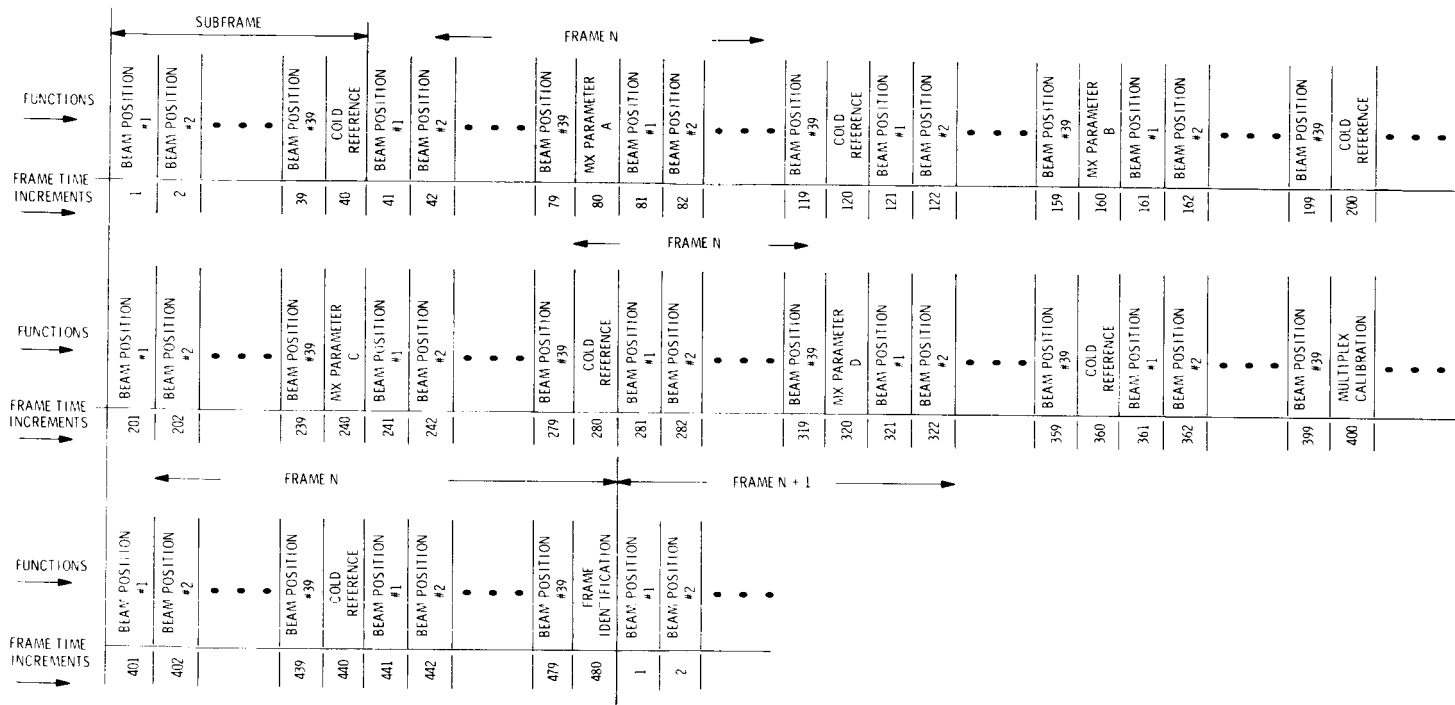 SUBFRAME
FRAME N
FUNCTIONS
BEAM POSITION #1
BEAM POSITION #2
BEAM POSITION #39
COLD REFERENCE
BEAM POSITION #1
BEAM POSITION #2
BEAM POSITION #39
MX PARAMETER A
BEAM POSITION #1
BEAM POSITION #2
BEAM POSITION #39
COLD REFERENCE
BEAM POSITION #1
BEAM POSITION #2
BEAM POSITION #39
MX PARAMETER B
BEAM POSITION #1
BEAM POSITION #2
BEAM POSITION #39
COLD REFERENCE
FRAME TIME
INCREMENTS
1 2 39 40 41 42 79 80 81 82 119 120 121 122 159 160 161 162 199 200
FRAME N
FUNCTIONS
BEAM POSITION #1
BEAM POSITION #2
BEAM POSITION #39
MX PARAMETER C
BEAM POSITION #1
BEAM POSITION #2
BEAM POSITION #39
COLD REFERENCE
BEAM POSITION #1
BEAM POSITION #2
BEAM POSITION #39
MX PARAMETER D
BEAM POSITION #1
BEAM POSITION #2
BEAM POSITION #39
COLD REFERENCE
BEAM POSITION #1
BEAM POSITION #2
BEAM POSITION #39
MULTIPLEX CALIBRATION
FRAME TIME
INCREMENTS
201 202 239 240 241 242 279 280 281 282 319 320 321 322 359 360 361 362 399 400
FRAME N
FRAME N + 1
FUNCTIONS
BEAM POSITION #1
BEAM POSITION #2
BEAM POSITION #39
COLD REFERENCE
BEAM POSITION #1
BEAM POSITION #2
BEAM POSITION #39
FRAME IDENTIFICATION
BEAM POSITION #1
BEAM POSITION #2
FRAME TIME
INCREMENTS
401 402 439 440 441 442 479 480 1 2